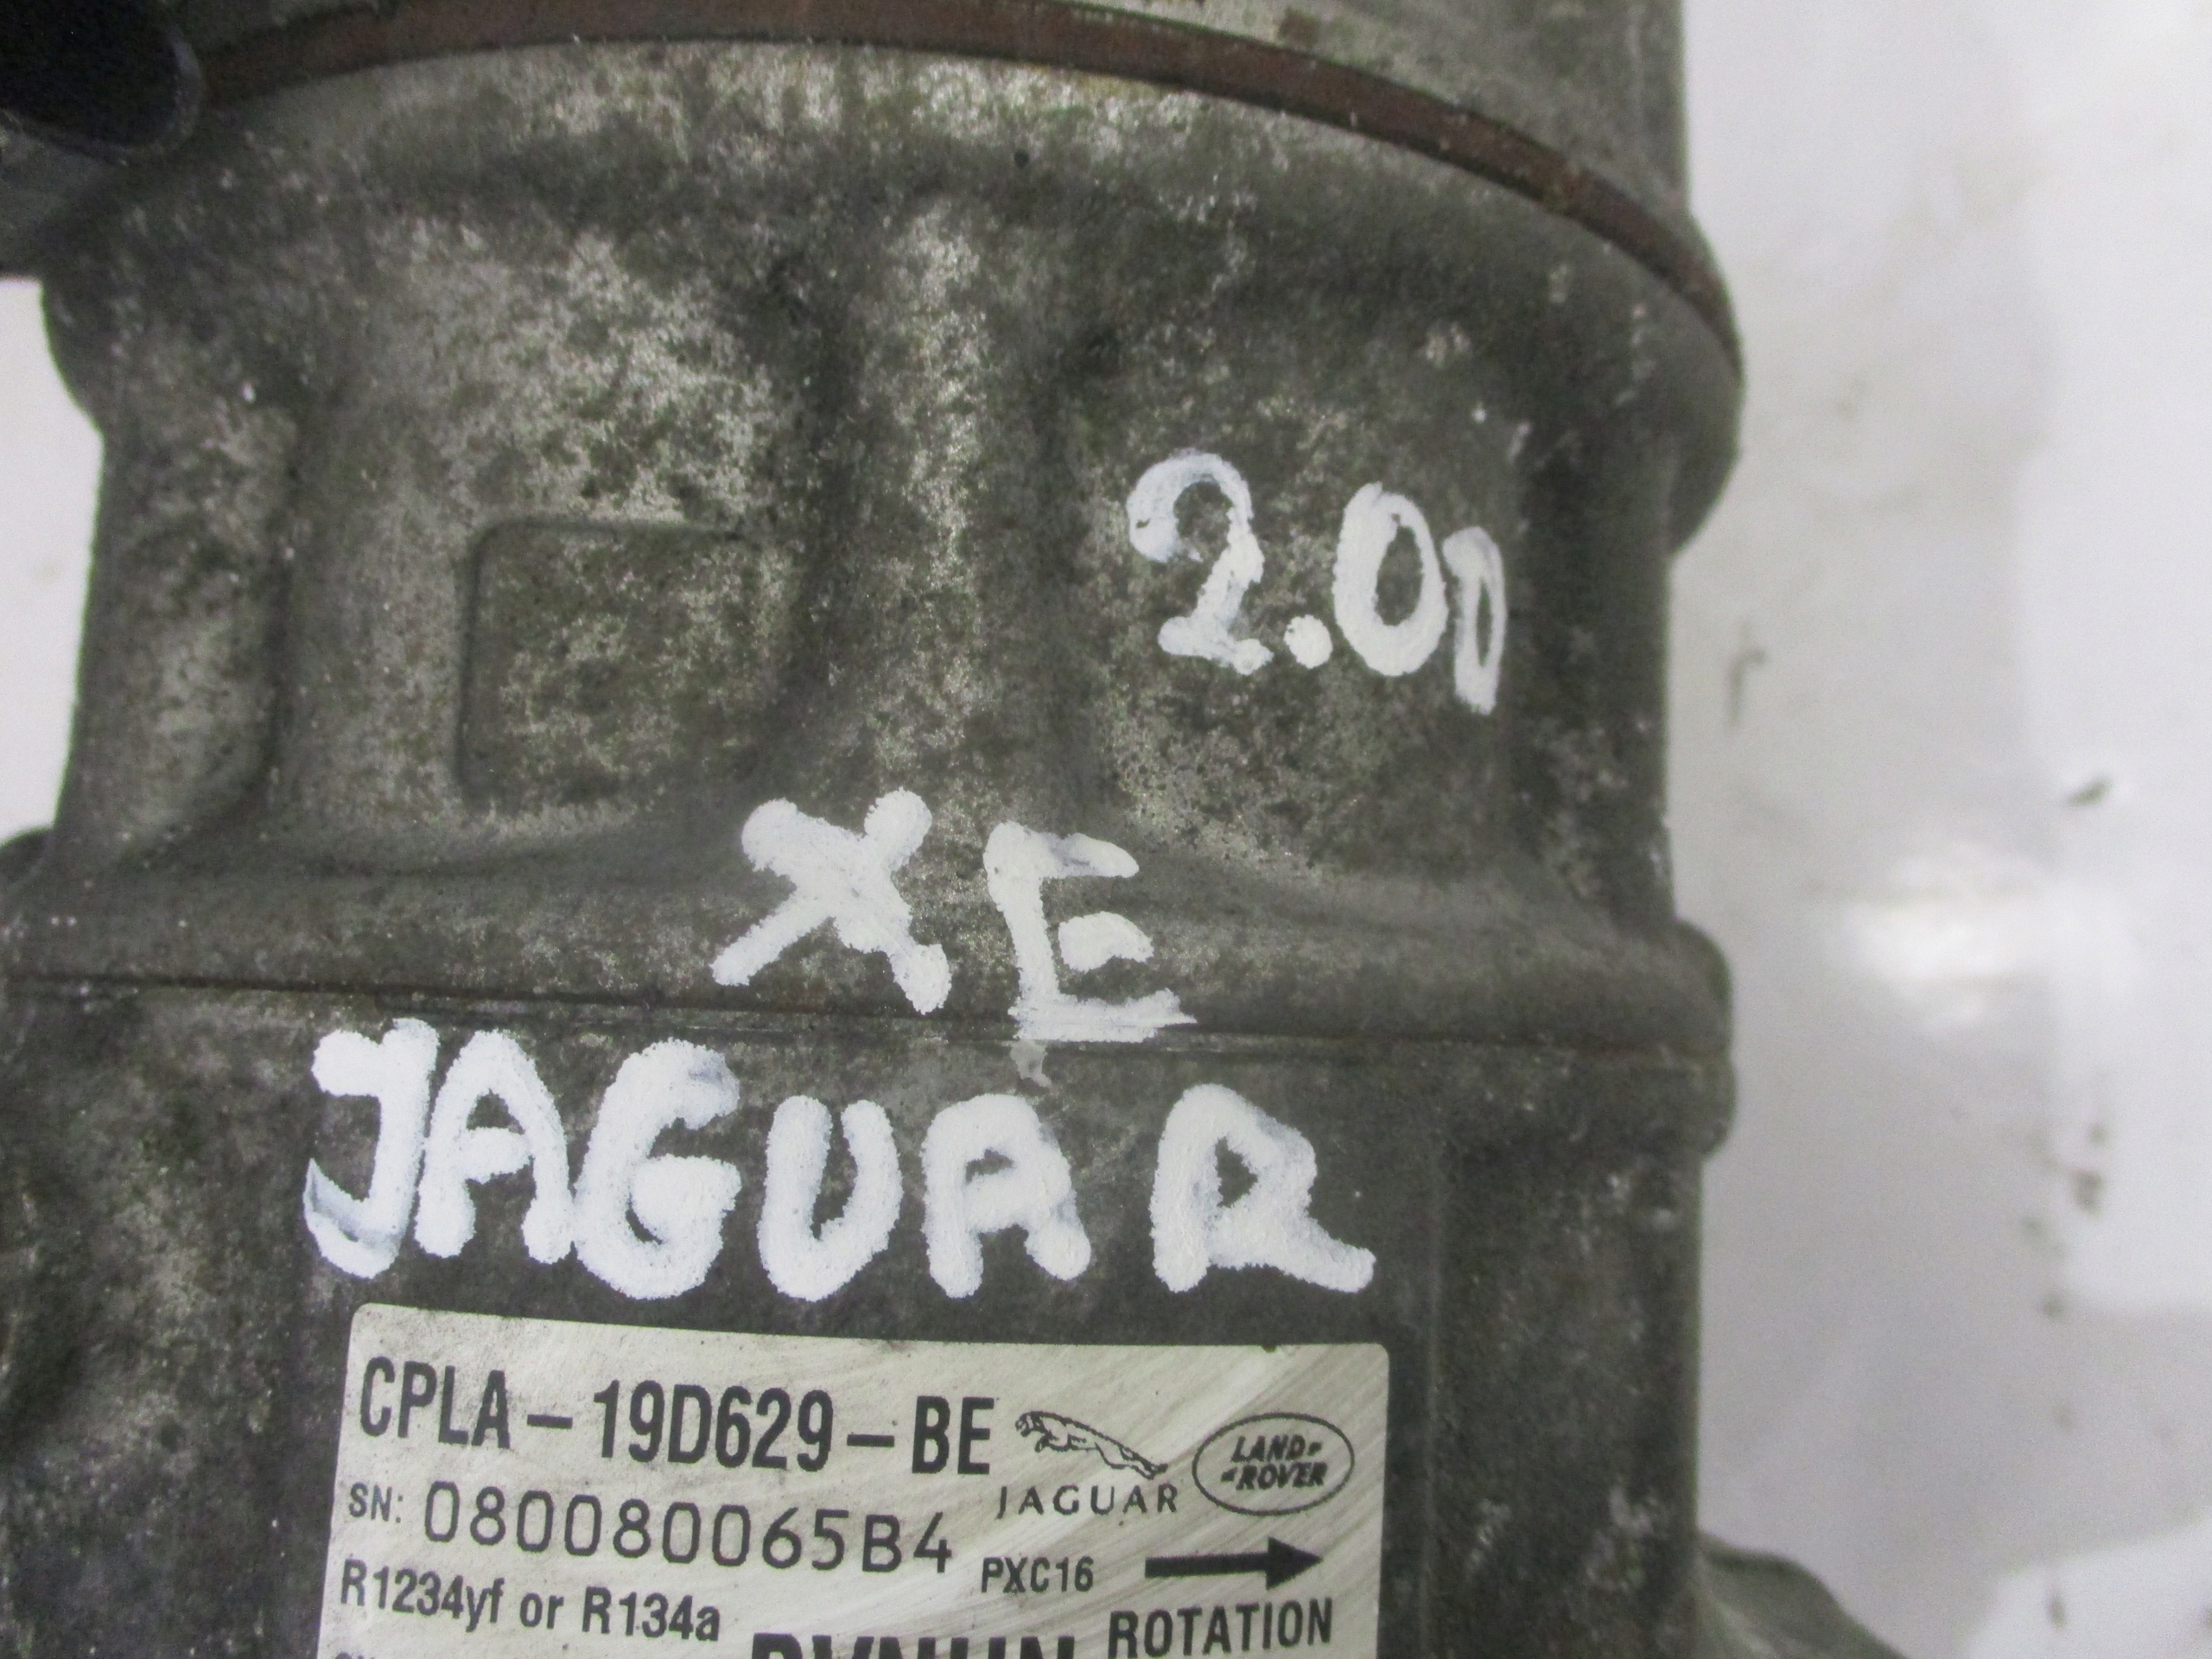 2.0D
XE
JAGUAR
CPLA-19D629-BE
JAGUAR
LAND-
-ROVER
SN: 080080065B4
PXC16
R1234yf or R134a
ROTATION